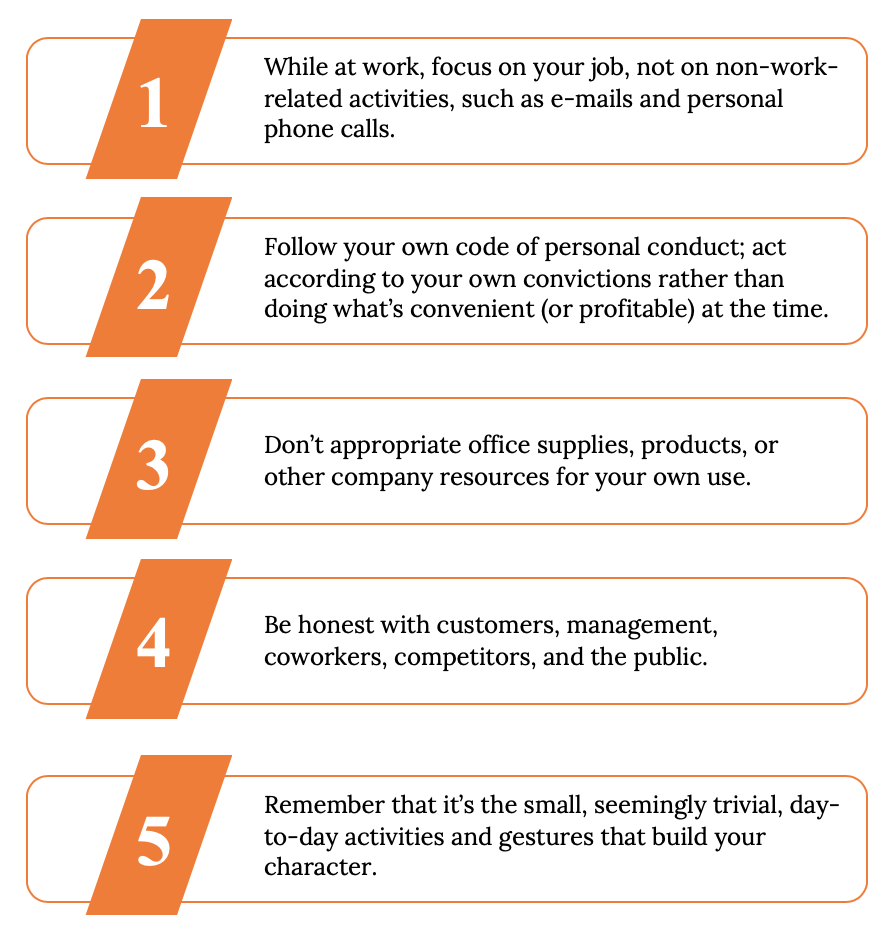 1
While at work, focus on your job, not on non-work-
related activities, such as e-mails and personal
phone calls.
2
Follow your own code of personal conduct; act
according to your own convictions rather than
doing what’s convenient (or profitable) at the time.
3
Don’t appropriate office supplies, products, or
other company resources for your own use.
4
Be honest with customers, management,
coworkers, competitors, and the public.
5
Remember that it’s the small, seemingly trivial, day-
to-day activities and gestures that build your
character.